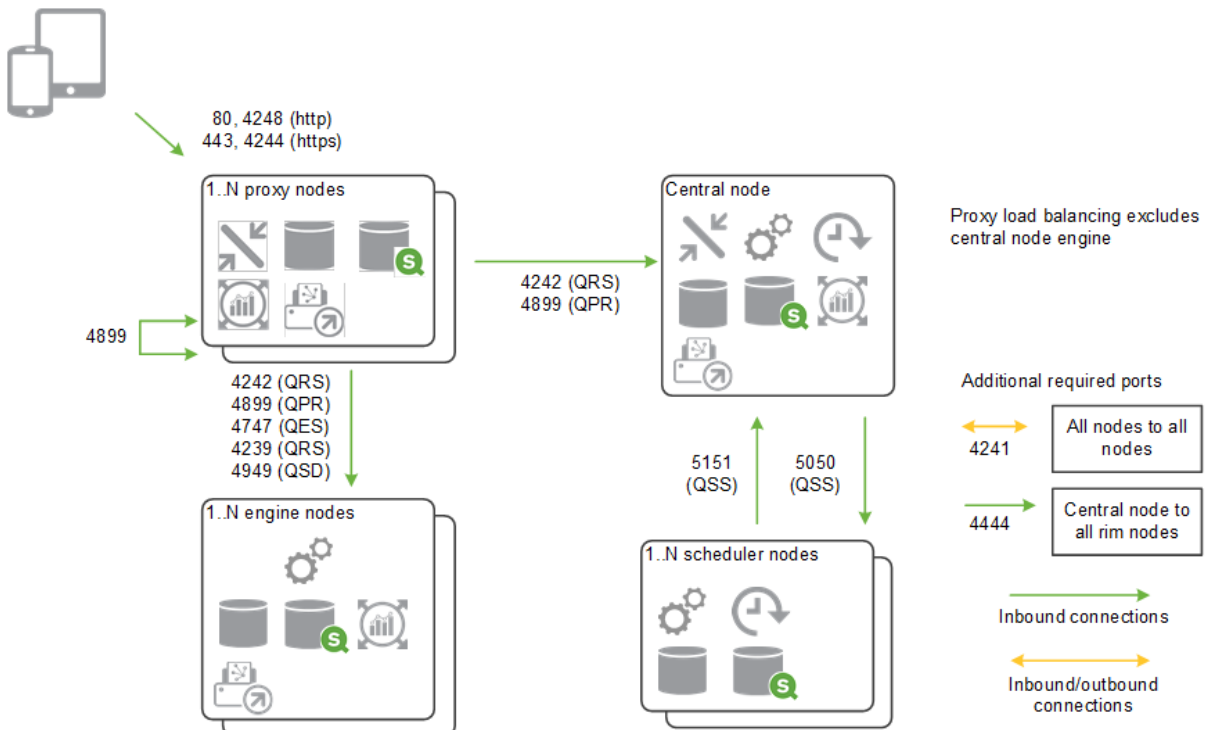 80, 4248 (http)
443, 4244 (https)
1..N proxy nodes
S
4899
4242 (QRS)
4899 (QPR)
Central node
S
Proxy load balancing excludes
central node engine
4242 (QRS)
4899 (QPR)
4747 (QES)
4239 (QRS)
4949 (QSD)
1..N engine nodes
S
5151
(QSS)
5050
(QSS)
1..N scheduler nodes
S
Additional required ports
4241
All nodes to all
nodes
4444
Central node to
all rim nodes
Inbound connections
Inbound/outbound
connections